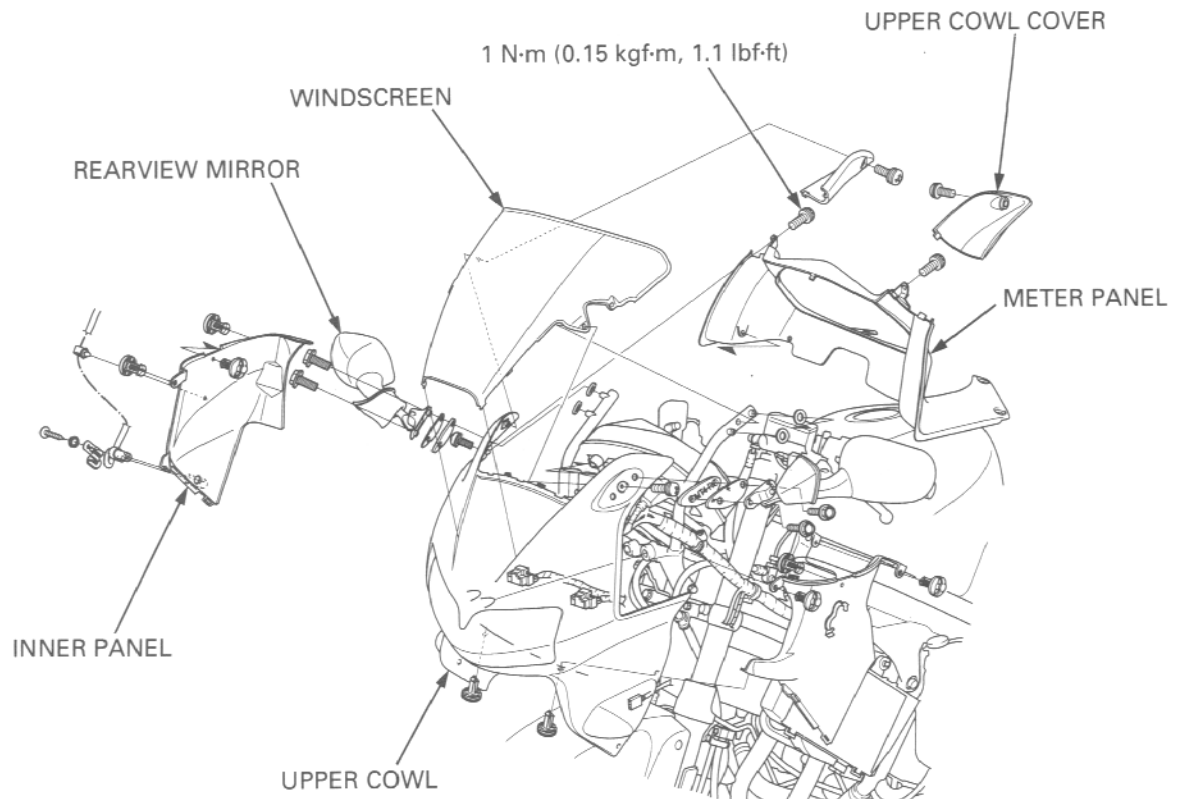 UPPER COWL COVER
1 N·m (0.15 kgf·m, 1.1 lbf·ft)
WINDSCREEN
REARVIEW MIRROR
METER PANEL
INNER PANEL
UPPER COWL